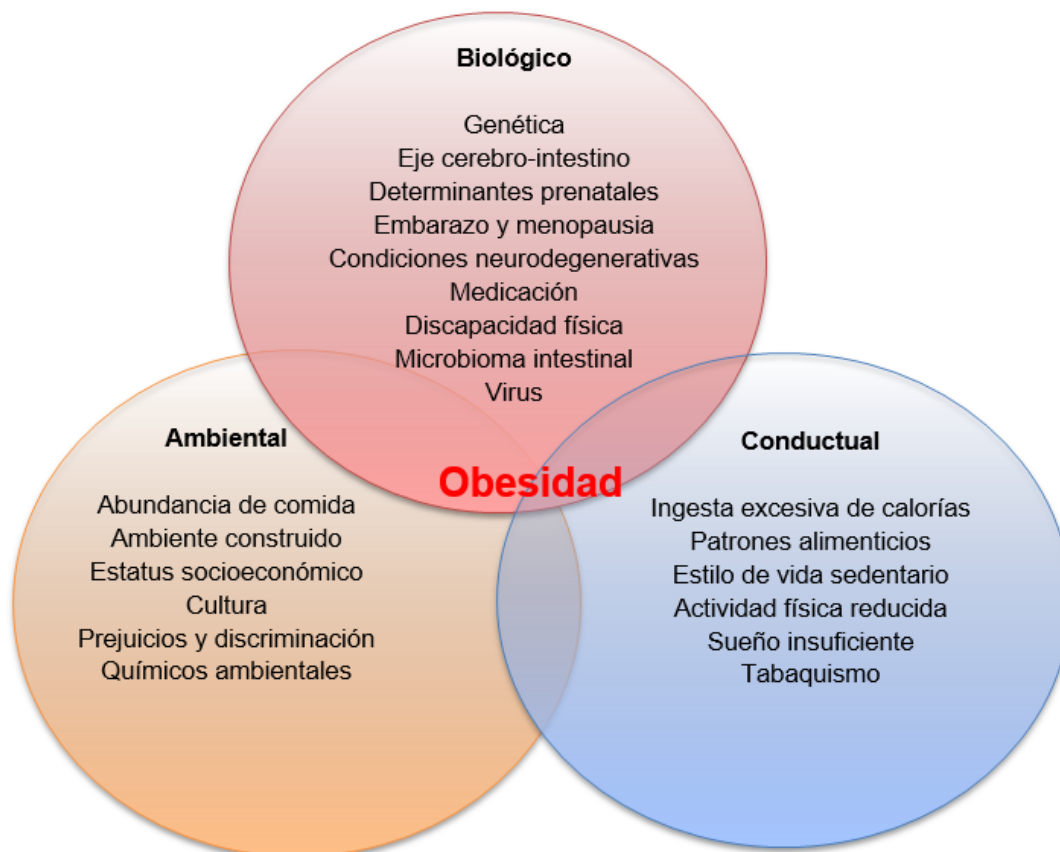 Biológico
Genética
Eje cerebro-intestino
Determinantes prenatales
Embarazo y menopausia
Condiciones neurodegenerativas
Medicación
Discapacidad física
Microbioma intestinal
Virus
Ambiental
Abundancia de comida
Ambiente construido
Estatus socioeconómico
Cultura
Prejuicios y discriminación
Químicos ambientales
Obesidad
Conductual
Ingesta excesiva de calorías
Patrones alimenticios
Estilo de vida sedentario
Actividad física reducida
Sueño insuficiente
Tabaquismo